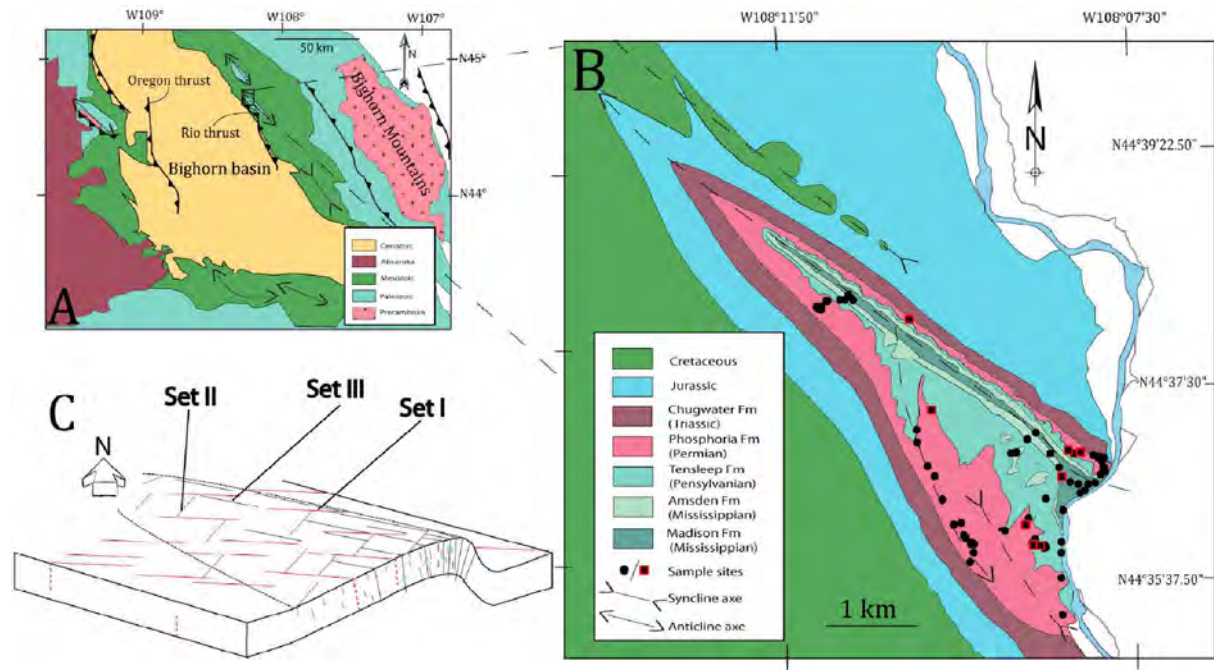 W109°
W108°
W107°
50 km
N
N45°
Oregon thrust
Rio thrust
Bighorn Mountains
Bighorn basin
N44°
Cenozoic
Absaroka
Mesozoic
Paleozoic
Precambrain
A
W108°11'50"
W108°07'30"
B
N
N44°39'22.50"
N44°37'30"
N44°35'37.50"
Cretaceous
Jurassic
Chugwater Fm
(Triassic)
Phosphoria Fm
(Permian)
Tensleep Fm
(Pensylvanian)
Amsden Fm
(Mississippian)
Madison Fm
(Mississippian)
Sample sites
Syncline axe
Anticline axe
1 km
C
N
Set II
Set III
Set I